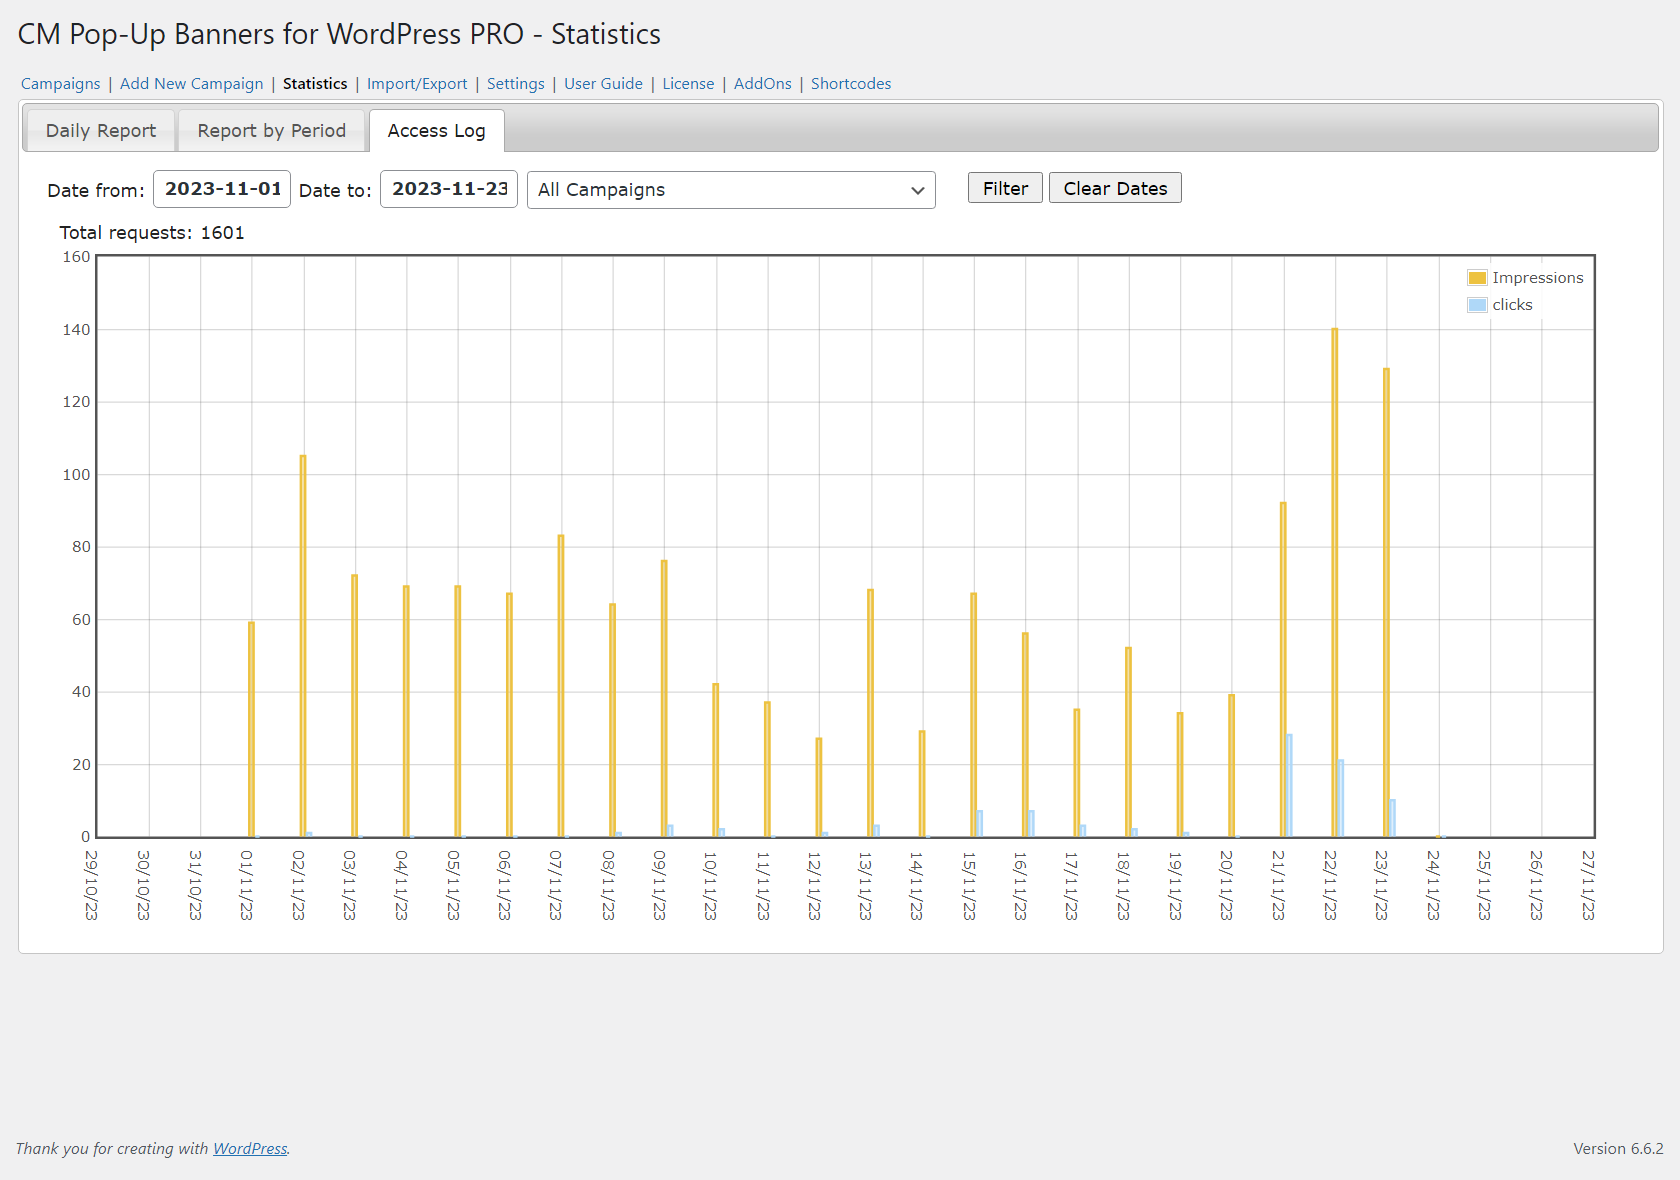 CM Pop-Up Banners for WordPress PRO - Statistics
Campaigns | Add New Campaign | Statistics | Import/Export | Settings | User Guide | License | AddOns | Shortcodes
Daily Report Report by Period Access Log
Date from: 2023-11-01 Date to: 2023-11-23 All Campaigns Filter Clear Dates
Total requests: 1601
160
140
120
100
80
60
40
20
0
Impressions
clicks
29/10/23 30/10/23 31/10/23 01/11/23 02/11/23 03/11/23 04/11/23 05/11/23 06/11/23 07/11/23 08/11/23 09/11/23 10/11/23 11/11/23 12/11/23 13/11/23 14/11/23 15/11/23 16/11/23 17/11/23 18/11/23 19/11/23 20/11/23 21/11/23 22/11/23 23/11/23 24/11/23 25/11/23 26/11/23 27/11/23
Thank you for creating with WordPress. Version 6.6.2